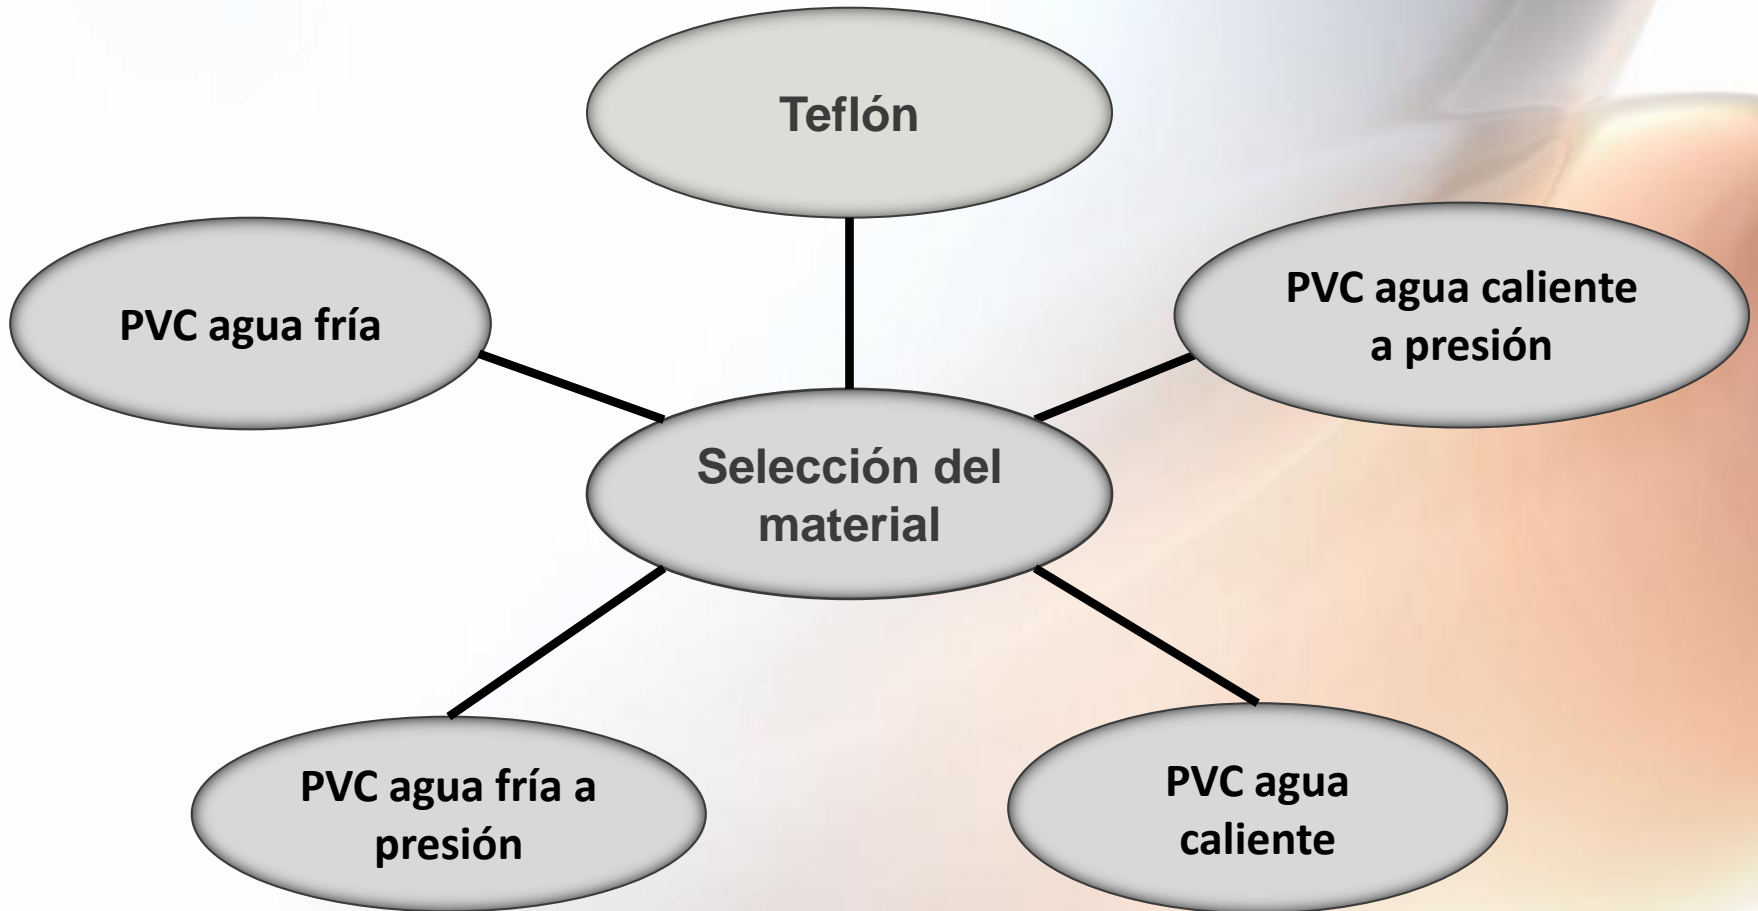 Teflón
PVC agua fría
PVC agua caliente
a presión
Selección del
material
PVC agua fría a
presión
PVC agua
caliente